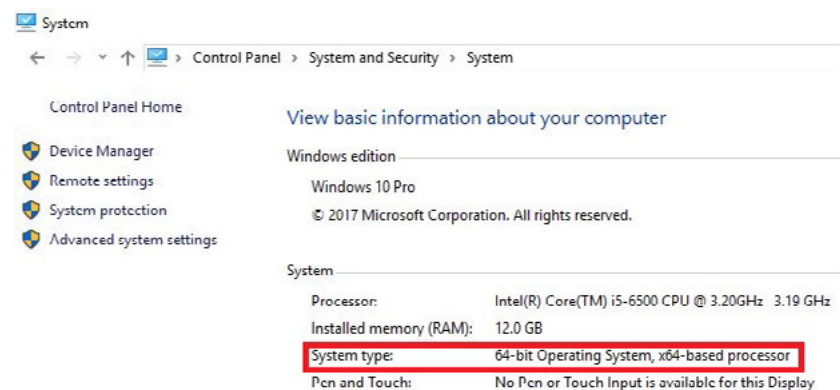 System
Control Panel > System and Security > System
Control Panel Home
Device Manager
Remote settings
System protection
Advanced system settings
View basic information about your computer
Windows edition
Windows 10 Pro
© 2017 Microsoft Corporation. All rights reserved.
System
Processor: Intel(R) Core(TM) i5-6500 CPU @ 3.20GHz 3.19 GHz
Installed memory (RAM): 12.0 GB
System type: 64-bit Operating System, x64-based processor
Pen and Touch: No Pen or Touch Input is available for this Display